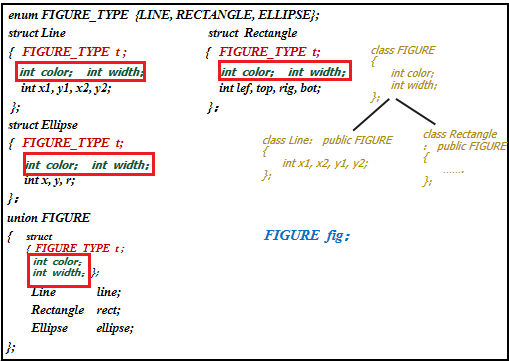 enum FIGURE_TYPE {LINE, RECTANGLE, ELLIPSE};
struct Line
{ FIGURE_TYPE t ;
int color; int width;
int x1, y1, x2, y2;
};
struct Rectangle
{ FIGURE_TYPE t;
int color; int width;
int lef, top, rig, bot;
};
class FIGURE
{
int color;
int width;
};
struct Ellipse
{ FIGURE_TYPE t;
int color; int width;
int x, y, r;
};
class Line: public FIGURE
{
int x1, x2, y1, y2;
};
class Rectangle
: public FIGURE
{
.......
};
union FIGURE
{ struct
{ FIGURE_TYPE t ;
int color;
int width; };
Line line;
Rectangle rect;
Ellipse ellipse;
};
FIGURE fig;